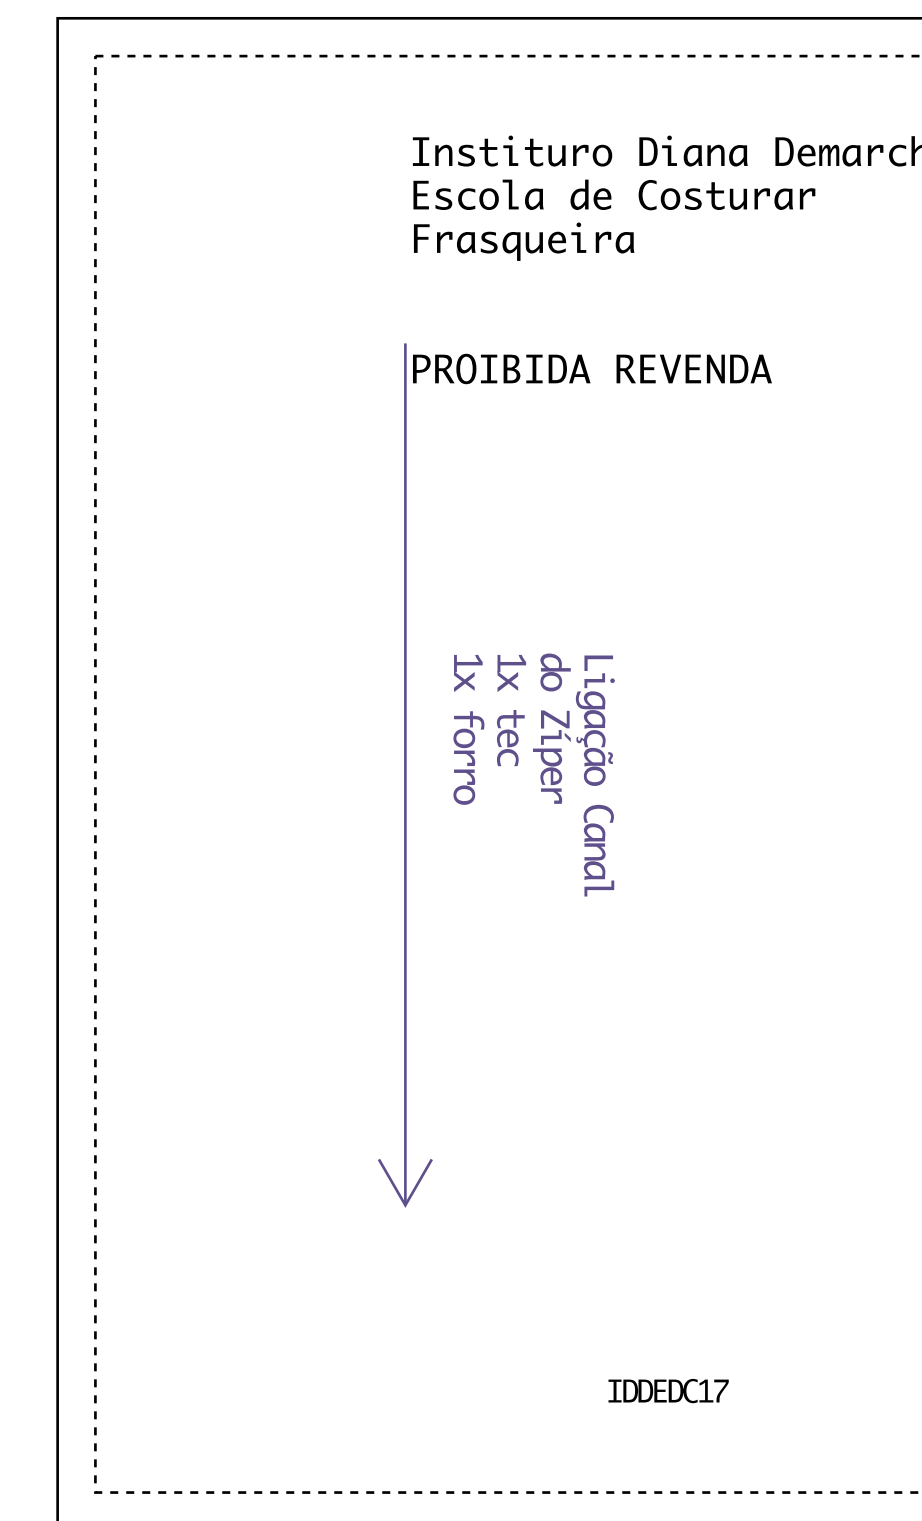 Instituro Diana Demarch
Escola de Costurar
Frasqueira
PROIBIDA REVENDA
Ligação Canal
do Zíper
1x tec
1x forro
IDDEDC17